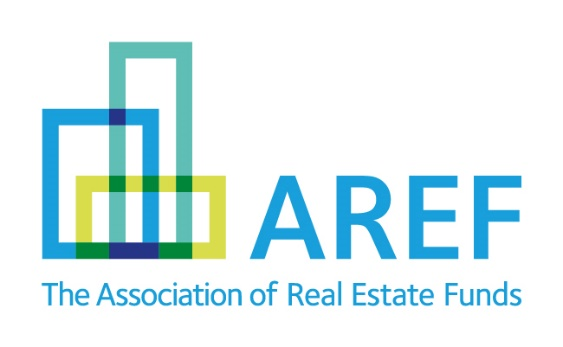 AREF
The Association of Real Estate Funds